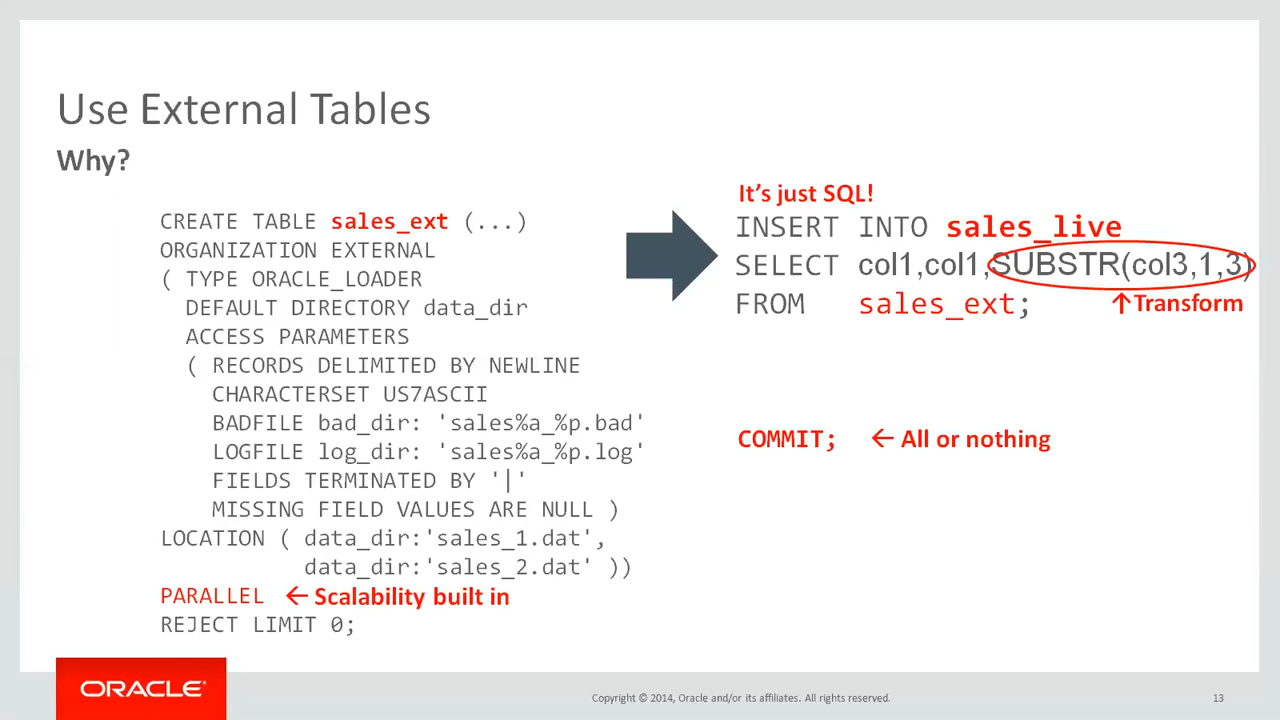 Use External Tables
Why?
CREATE TABLE sales_ext (...)
ORGANIZATION EXTERNAL
( TYPE ORACLE_LOADER
DEFAULT DIRECTORY data_dir
ACCESS PARAMETERS
( RECORDS DELIMITED BY NEWLINE
CHARACTERSET US7ASCII
BADFILE bad_dir: 'sales%a_%p.bad'
LOGFILE log_dir: 'sales%a_%p.log'
FIELDS TERMINATED BY '|'
MISSING FIELD VALUES ARE NULL )
LOCATION ( data_dir:'sales_1.dat',
data_dir:'sales_2.dat' ))
PARALLEL ← Scalability built in
REJECT LIMIT 0;
It's just SQL!
INSERT INTO sales_live
SELECT col1,col1,SUBSTR(col3,1,3)
FROM sales_ext;
↑Transform
COMMIT; ← All or nothing
ORACLE®
Copyright © 2014, Oracle and/or its affiliates. All rights reserved.
13